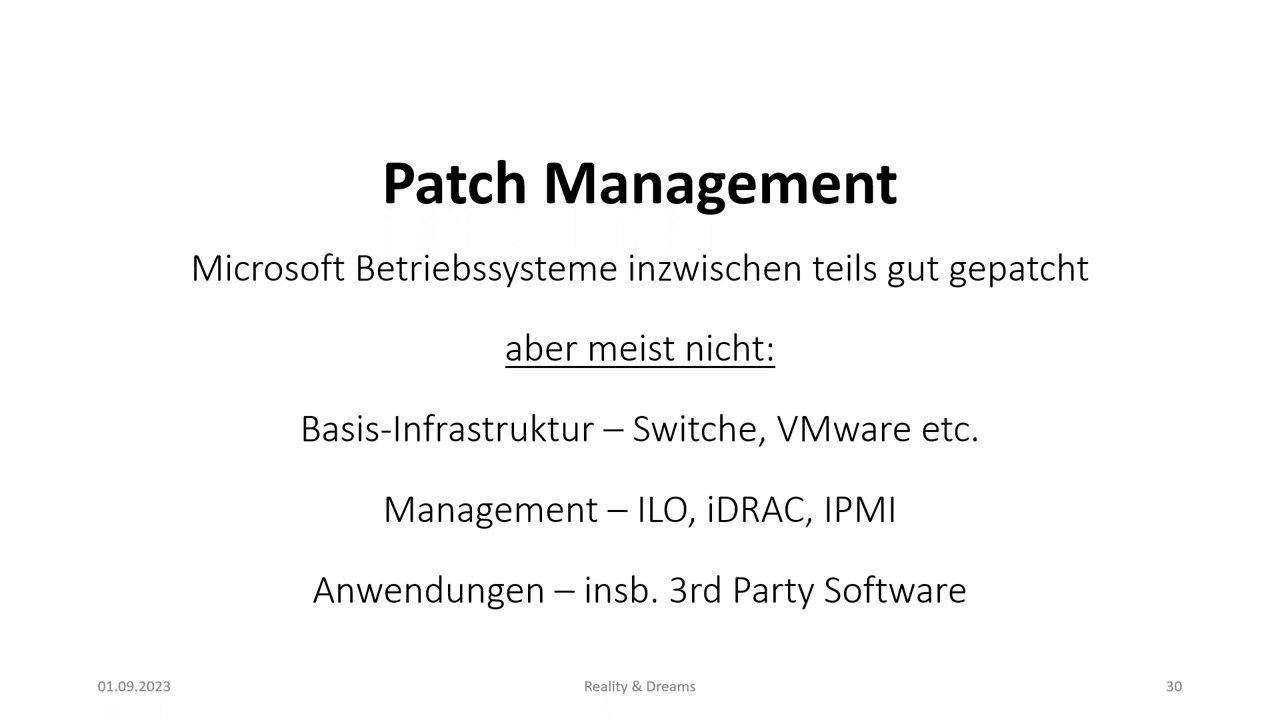 Patch Management
Microsoft Betriebssysteme inzwischen teils gut gepatcht
aber meist nicht:
Basis-Infrastruktur – Switche, VMware etc.
Management – ILO, iDRAC, IPMI
Anwendungen – insb. 3rd Party Software
01.09.2023
Reality & Dreams
30